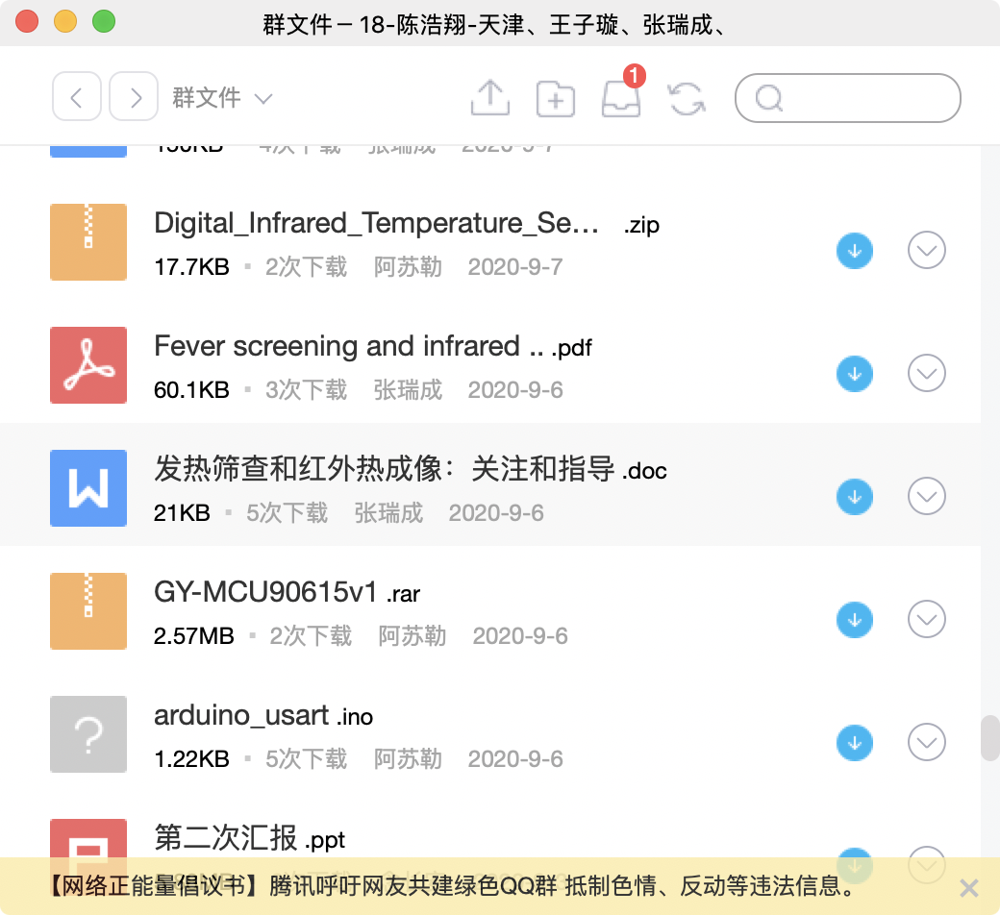 群文件－18-陈浩翔-天津、王子璇、张瑞成、
群文件
1
4次下载 张瑞成 2020-9-7
Digital_Infrared_Temperature_Se... .zip
17.7KB 2次下载 阿苏勒 2020-9-7
Fever screening and infrared .. .pdf
60.1KB 3次下载 张瑞成 2020-9-6
发热筛查和红外热成像：关注和指导 .doc
21KB 5次下载 张瑞成 2020-9-6
GY-MCU90615v1 .rar
2.57MB 2次下载 阿苏勒 2020-9-6
arduino_usart .ino
1.22KB 5次下载 阿苏勒 2020-9-6
第二次汇报 .ppt
【网络正能量倡议书】腾讯呼吁网友共建绿色QQ群 抵制色情、反动等违法信息。